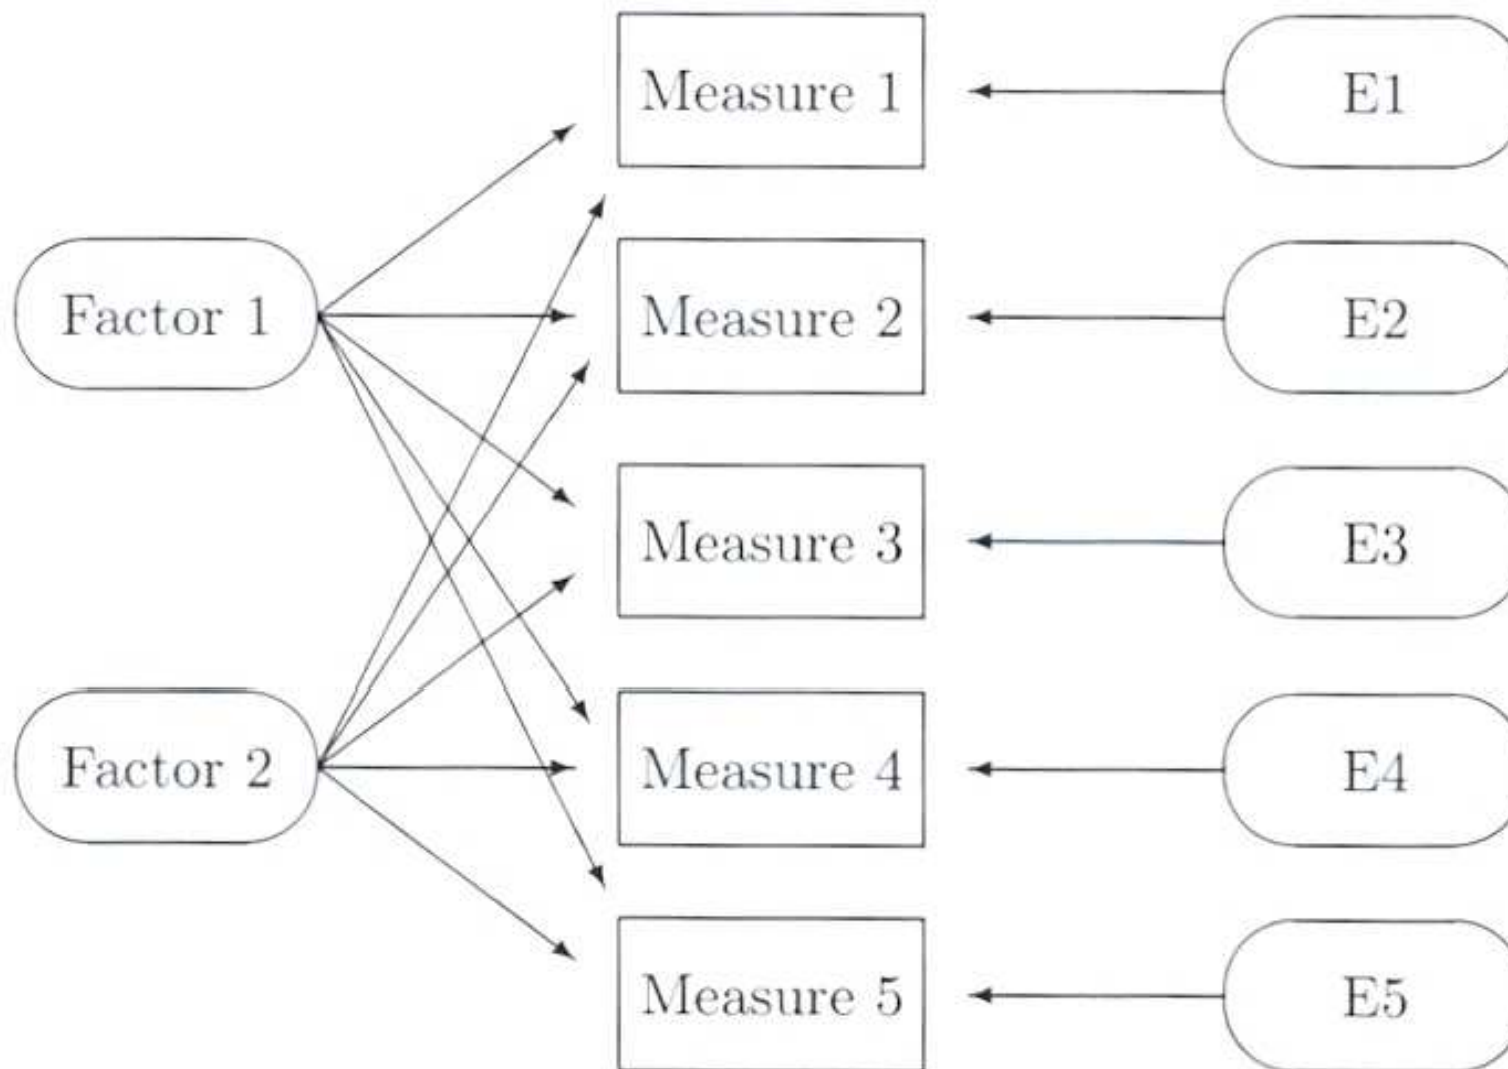 Measure 1
E1
Factor 1
Measure 2
E2
Measure 3
E3
Factor 2
Measure 4
E4
Measure 5
E5